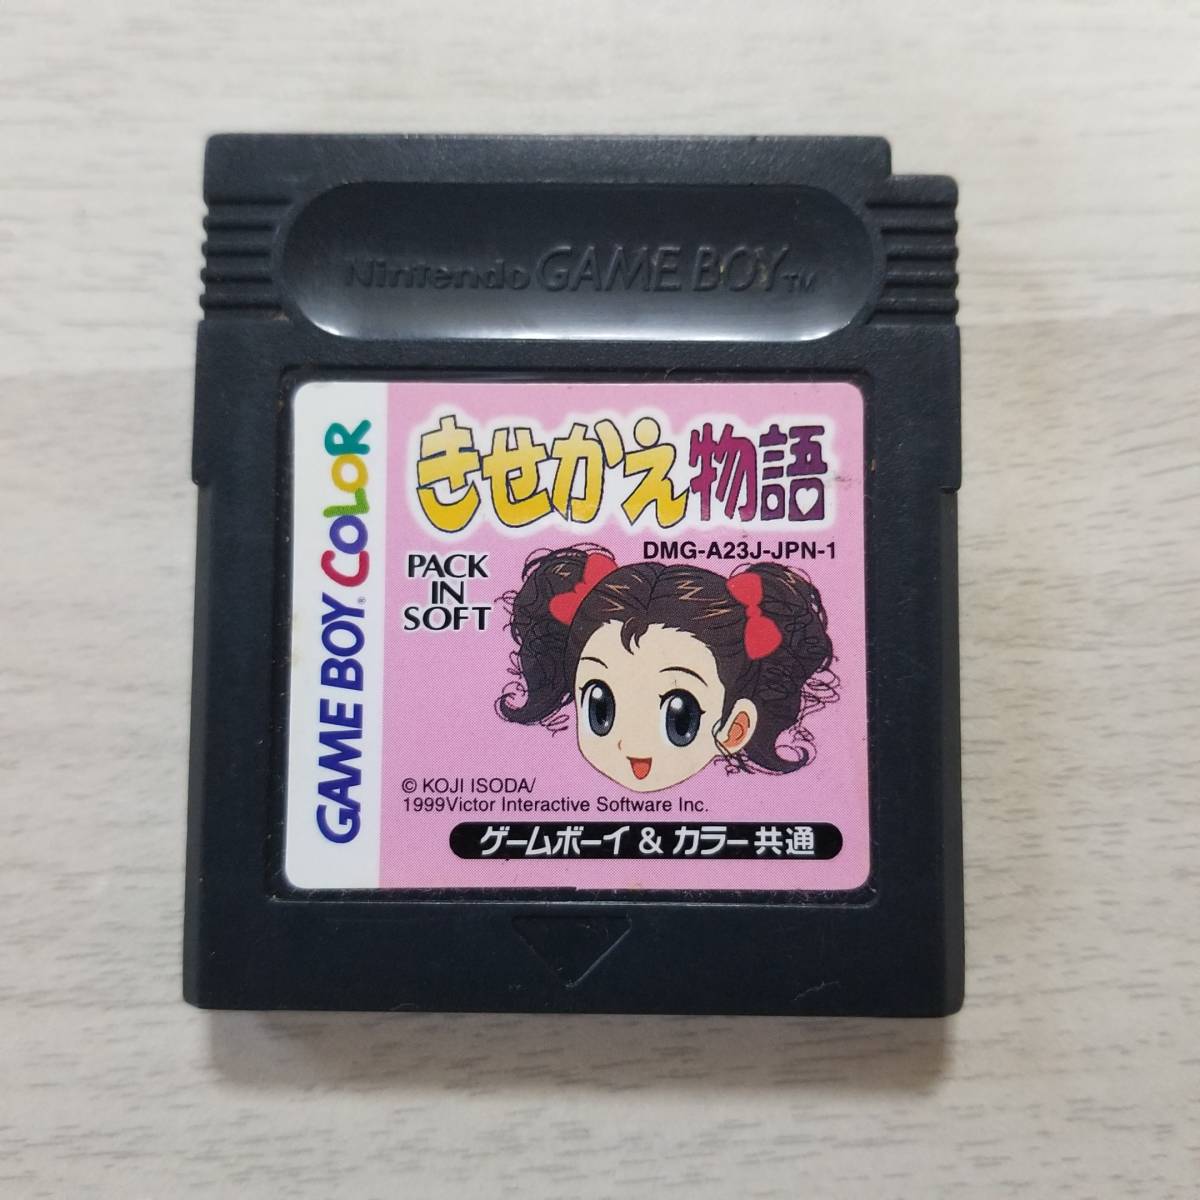 Nintendo GAME BOY™
GAME BOY® COLOR
きせかえ物語
DMG-A23J-JPN-1
PACK
IN
SOFT
© KOJI ISODA/
1999Victor Interactive Software Inc.
ゲームボーイ & カラー共通